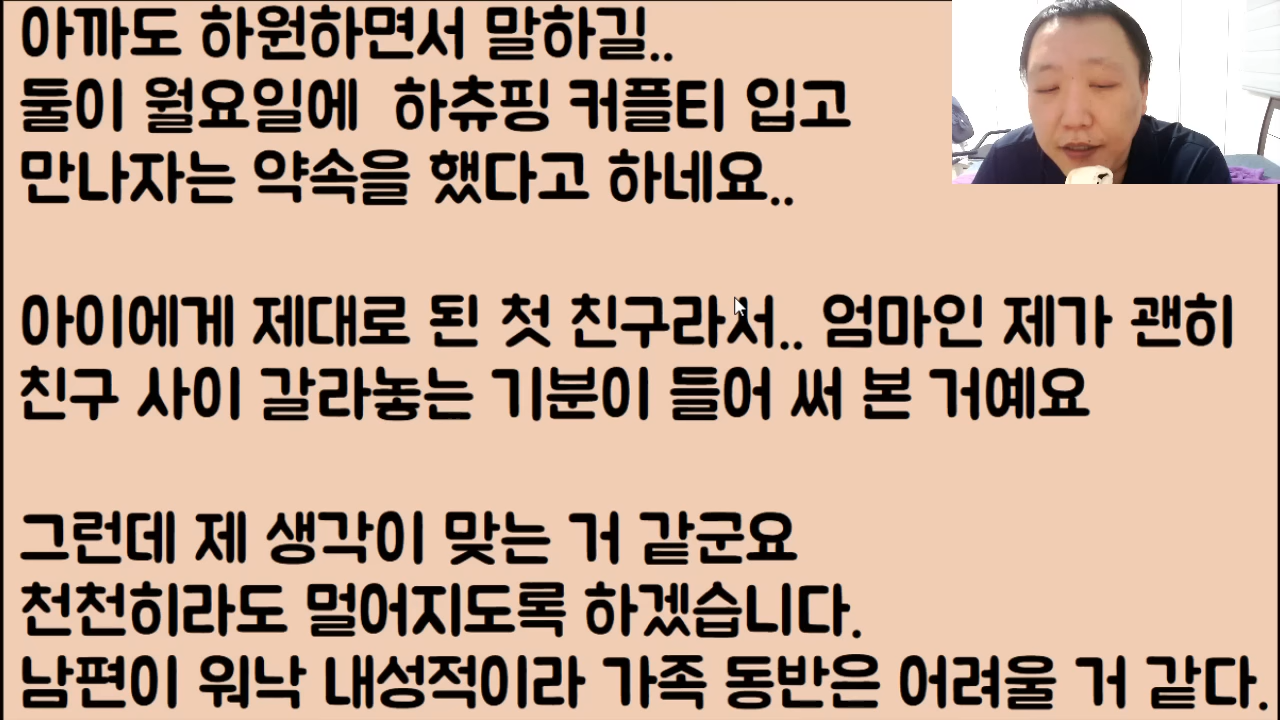 아까도 하원하면서 말하길..
둘이 월요일에 하츄핑 커플티 입고
만나자는 약속을 했다고 하네요..
아이에게 제대로 된 첫 친구라서.. 엄마인 제가 괜히
친구 사이 갈라놓는 기분이 들어 써 본 거예요
그런데 제 생각이 맞는 거 같군요
천천히라도 멀어지도록 하겠습니다.
남편이 워낙 내성적이라 가족 동반은 어려울 거 같다.